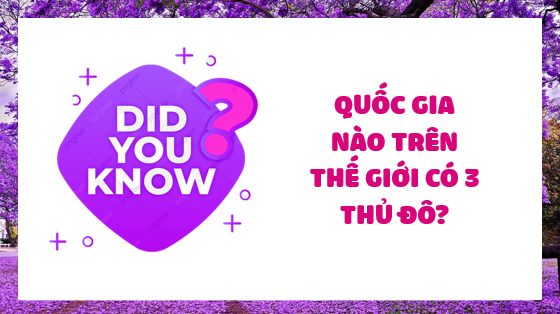 DID
YOU
KNOW
?
QUỐC GIA
NÀO TRÊN
THẾ GIỚI CÓ 3
THỦ ĐÔ?